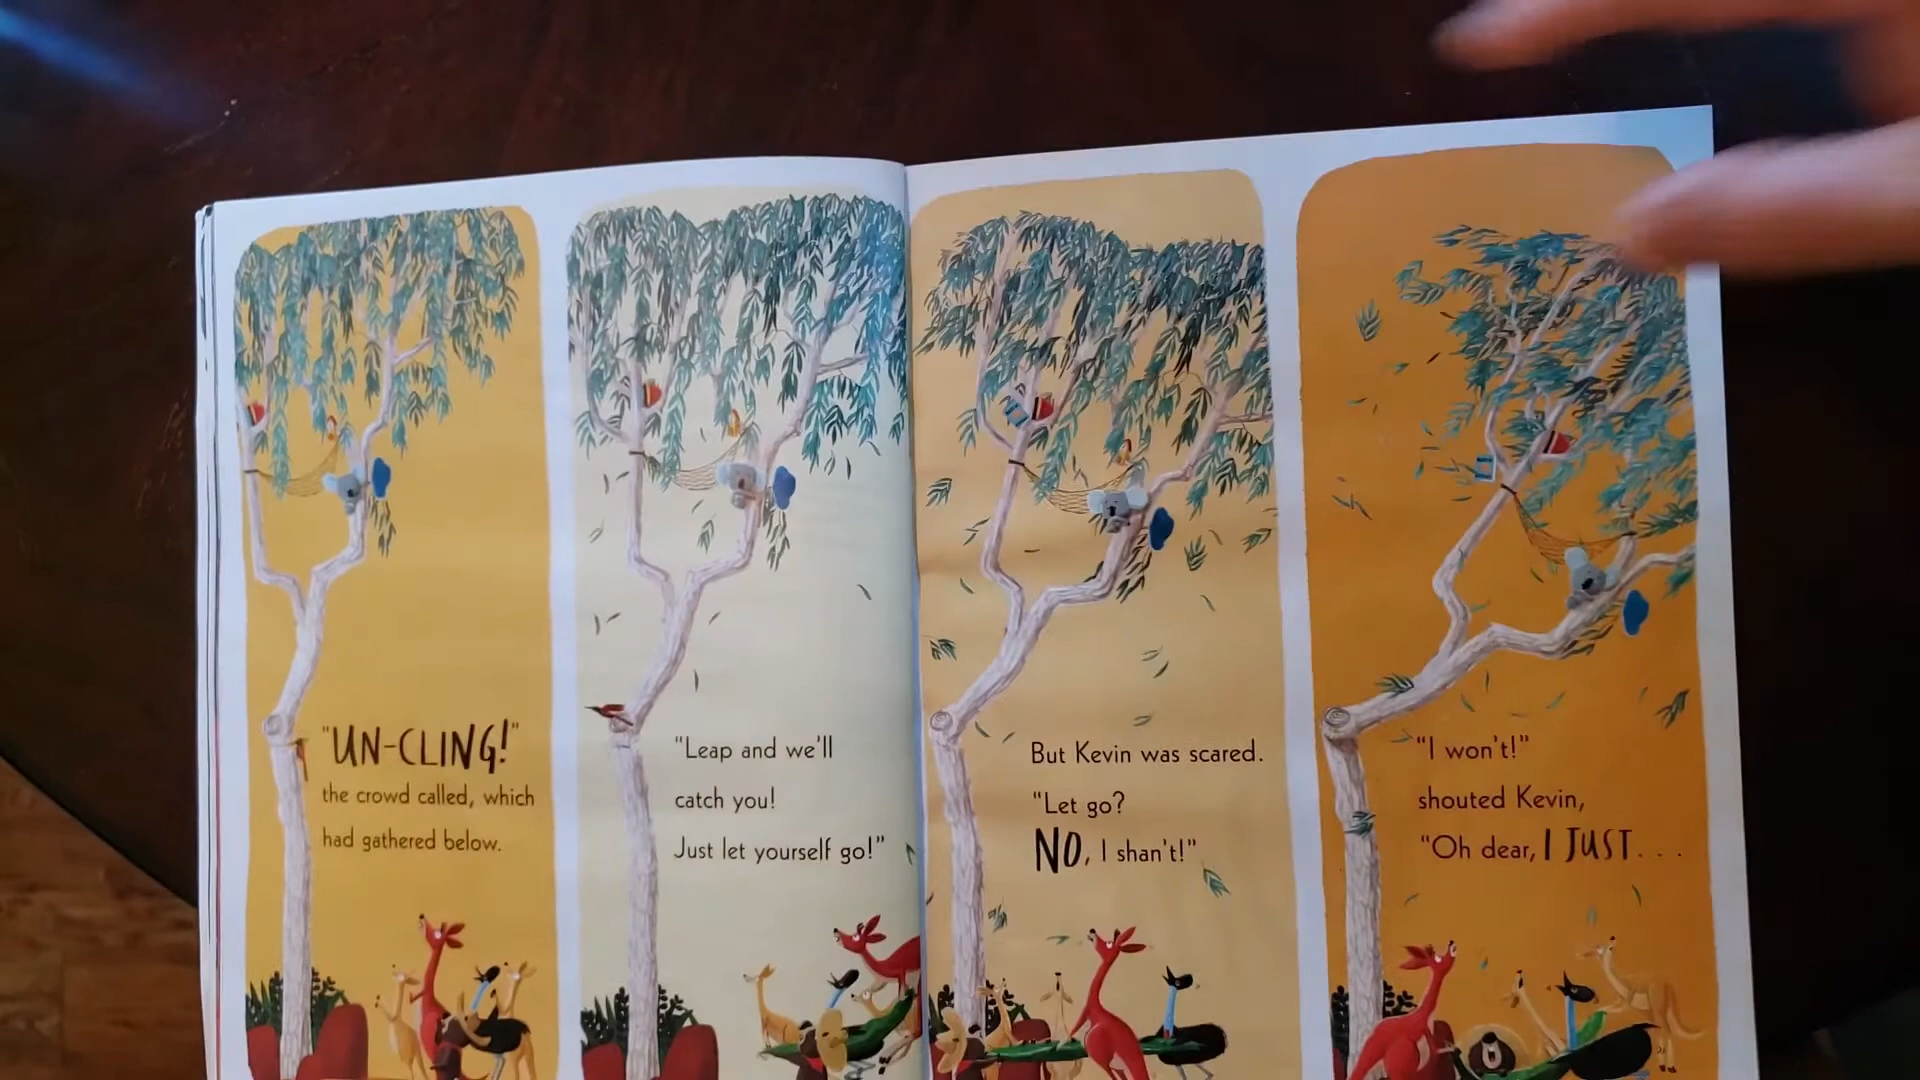 "UN-CLING!"
the crowd called, which
had gathered below.
"Leap and we'll
catch you!
Just let yourself go!"
But Kevin was scared.
"Let go?
NO, I shan't!"
"I won't!"
shouted Kevin,
"Oh dear, I JUST. . .